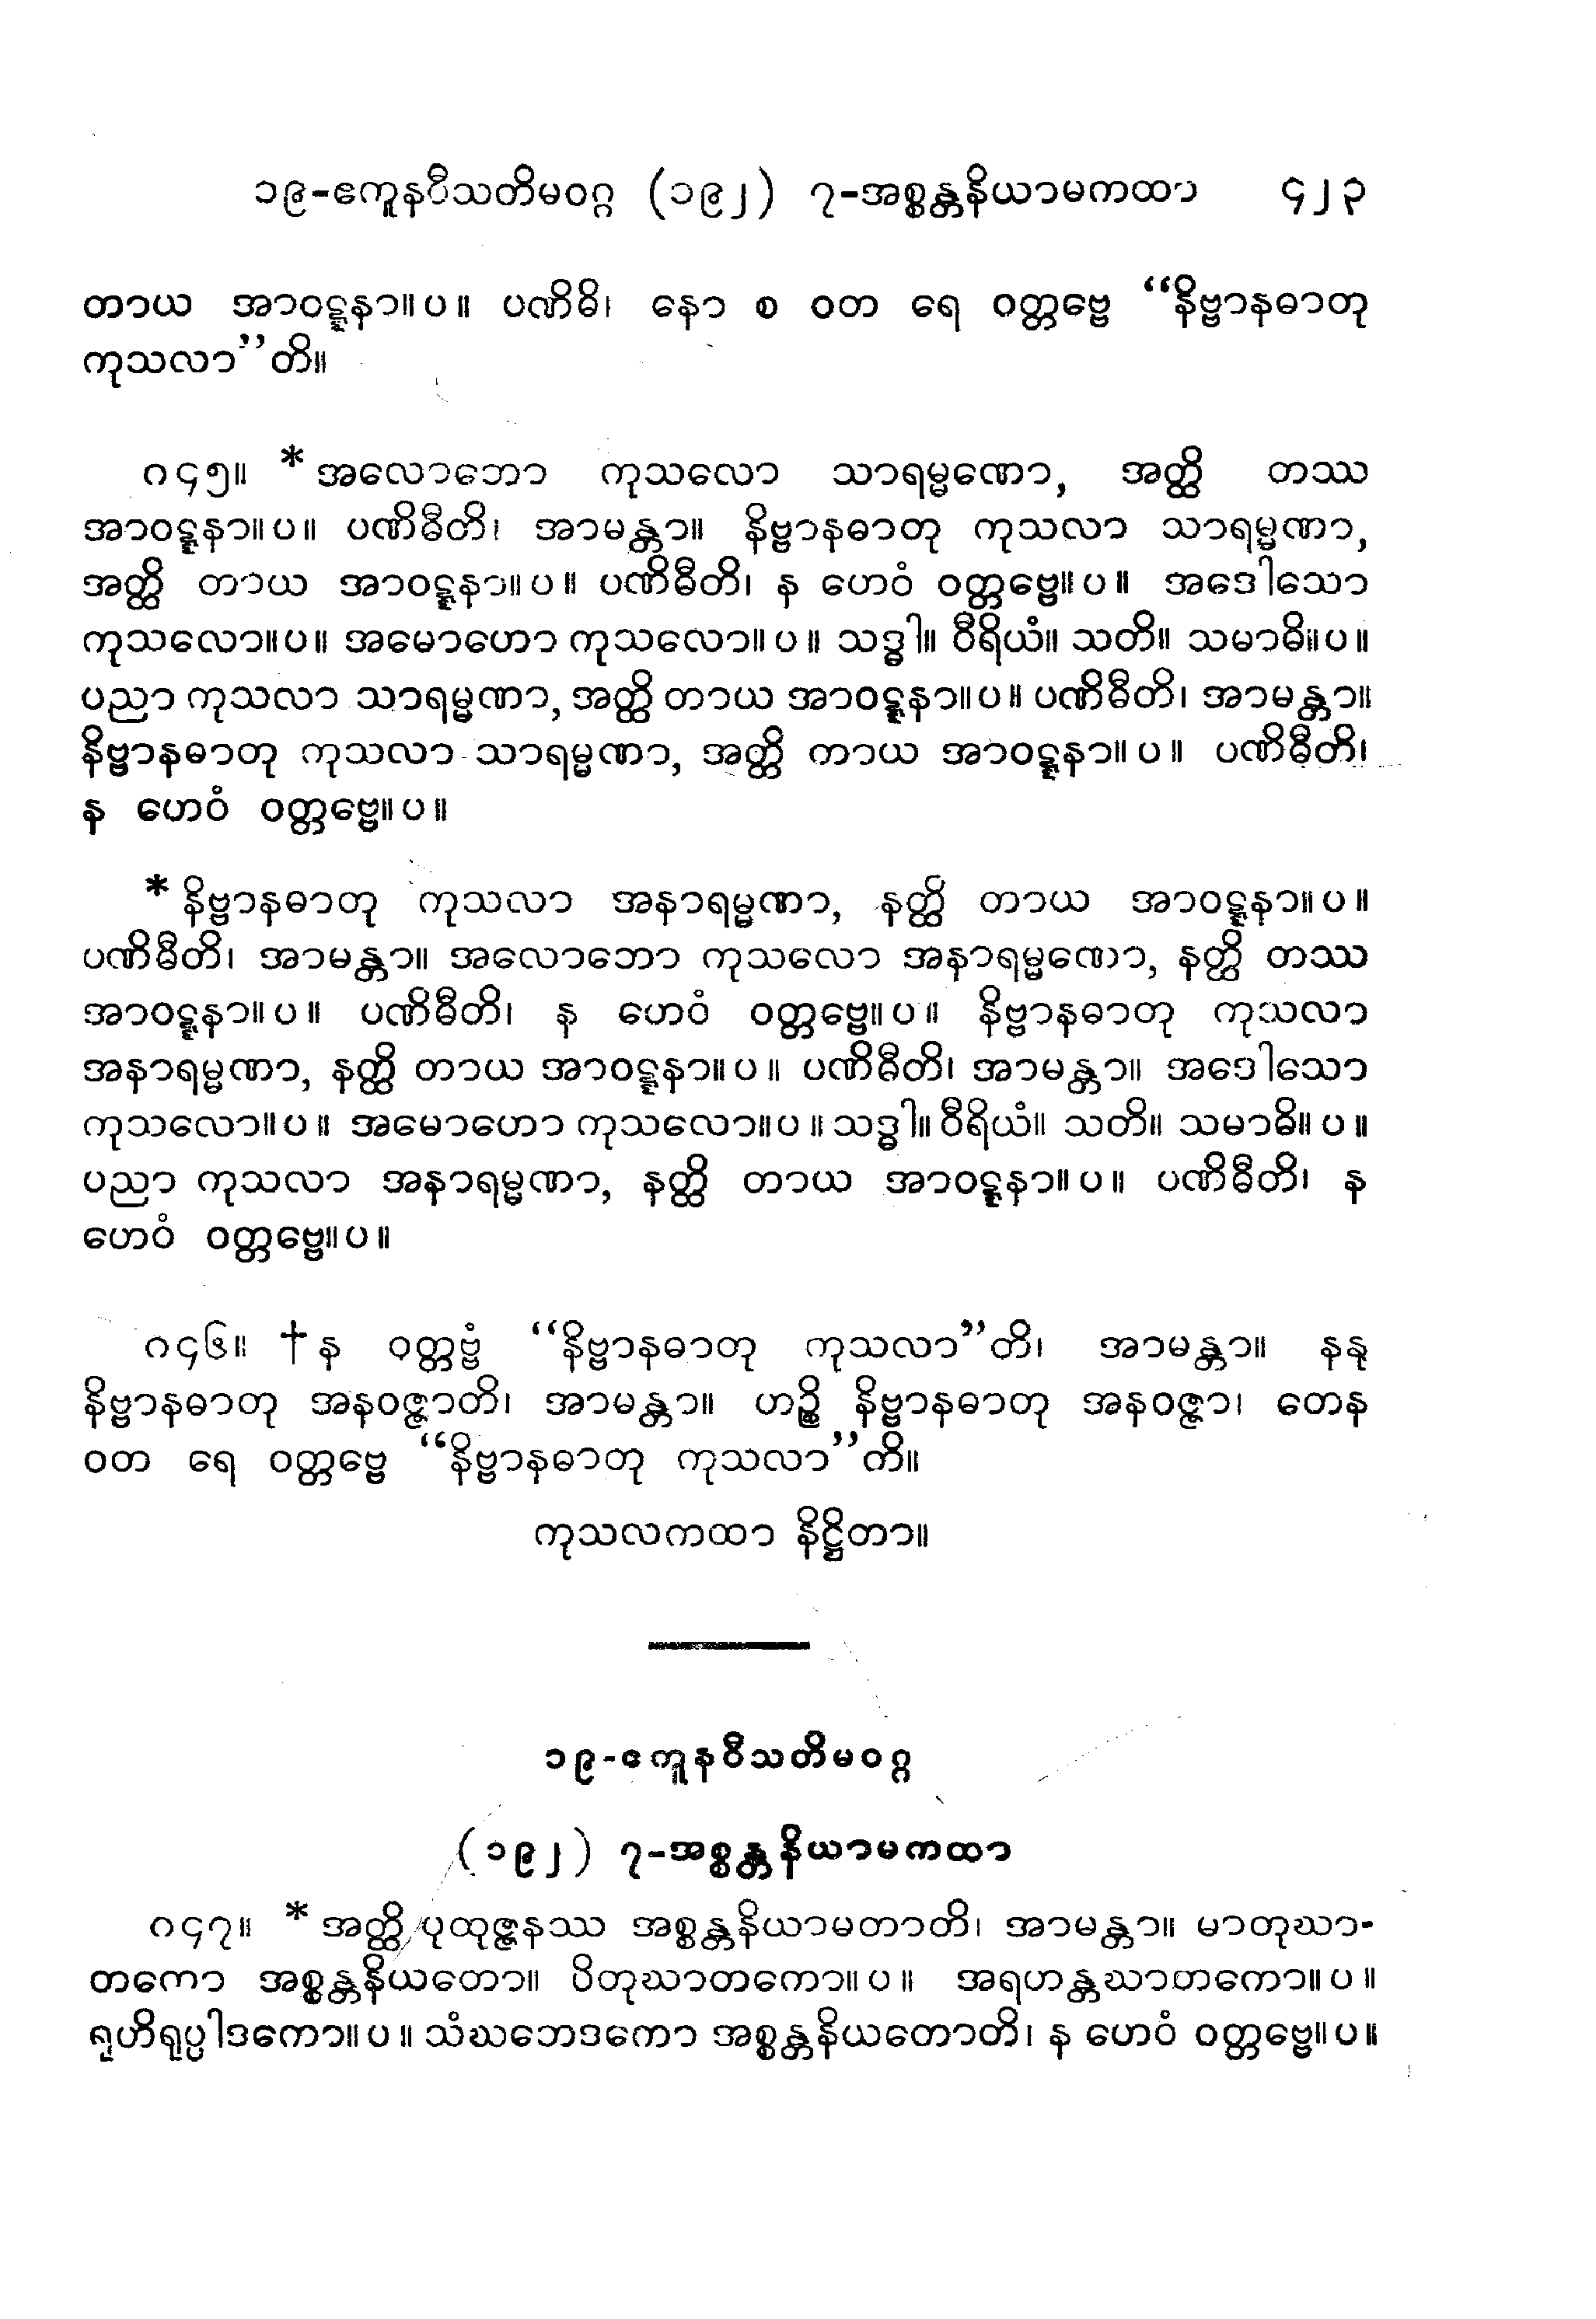 ၁၉-ဧကူနဝီသတိမဝဂ္ဂ (၁၉၂) ၇-အစ္စန္တနိယာမကထာ ၄၂၃
တာယ အာဝဋ္ဋနာ။ပ။ ပဏိဓိ၊ နော စ ဝတ ရေ ဝတ္တဗ္ဗေ “နိဗ္ဗာနဓာတု
ကုသလာ”တိ။
ဂ၄၅။ *အလောဘော ကုသလော သာရမ္မဏော, အတ္ထိ တဿ
အာဝဋ္ဋနာ။ပ။ ပဏိဓီတိ၊ အာမန္တာ။ နိဗ္ဗာနဓာတု ကုသလာ သာရမ္မဏာ,
အတ္ထိ တာယ အာဝဋ္ဋနာ။ပ။ ပဏိဓီတိ၊ န ဟေဝံ ဝတ္တဗ္ဗေ။ပ။ အဒေါသော
ကုသလော။ပ။ အမောဟော ကုသလော။ပ။ သဒ္ဓါ။ ဝီရိယံ။ သတိ။ သမာဓိ။ပ။
ပညာ ကုသလာ သာရမ္မဏာ, အတ္ထိ တာယ အာဝဋ္ဋနာ။ပ။ ပဏိဓီတိ၊ အာမန္တာ။
နိဗ္ဗာနဓာတု ကုသလာ သာရမ္မဏာ, အတ္ထိ ကာယ အာဝဋ္ဋနာ။ပ။ ပဏိဓီတိ၊
န ဟေဝံ ဝတ္တဗ္ဗေ။ပ။
*နိဗ္ဗာနဓာတု ကုသလာ အနာရမ္မဏာ, နတ္ထိ တာယ အာဝဋ္ဋနာ။ပ။
ပဏိဓီတိ၊ အာမန္တာ။ အလောဘော ကုသလော အနာရမ္မဏော, နတ္ထိ တဿ
အာဝဋ္ဋနာ။ပ။ ပဏိဓီတိ၊ န ဟေဝံ ဝတ္တဗ္ဗေ။ပ။ နိဗ္ဗာနဓာတု ကုသလာ
အနာရမ္မဏာ, နတ္ထိ တာယ အာဝဋ္ဋနာ။ပ။ ပဏိဓီတိ၊ အာမန္တာ။ အဒေါသော
ကုသလော။ပ။ အမောဟော ကုသလော။ပ။ သဒ္ဓါ။ ဝီရိယံ။ သတိ။ သမာဓိ။ပ။
ပညာ ကုသလာ အနာရမ္မဏာ, နတ္ထိ တာယ အာဝဋ္ဋနာ။ပ။ ပဏိဓီတိ၊ န
ဟေဝံ ဝတ္တဗ္ဗေ။ပ။
ဂ၄၆။ †န ဝတ္တဗ္ဗံ “နိဗ္ဗာနဓာတု ကုသလာ”တိ၊ အာမန္တာ။ နနု
နိဗ္ဗာနဓာတု အနဝဇ္ဇာတိ၊ အာမန္တာ။ ဟဉ္စိ နိဗ္ဗာနဓာတု အနဝဇ္ဇာ၊ တေန
ဝတ ရေ ဝတ္တဗ္ဗေ “နိဗ္ဗာနဓာတု ကုသလာ”ကိ။
ကုသလကထာ နိဋ္ဌိတာ။
၁၉-ဧကူနဝီသတိမဝဂ္ဂ
(၁၉၂) ၇-အစ္စန္တနိယာမကထာ
ဂ၄၇။ *အတ္ထိ ပုထုဇ္ဇနဿ အစ္စန္တနိယာမတာတိ၊ အာမန္တာ။ မာတုဃာ-
တကော အစ္စန္တနိယတော။ ပိတုဃာတကော။ပ။ အရဟန္တဃာတကော။ပ။
ရုဟိရုပ္ပါဒကော။ပ။ သံဃဘေဒကော အစ္စန္တနိယတောတိ၊ န ဟေဝံ ဝတ္တဗ္ဗေ။ပ။